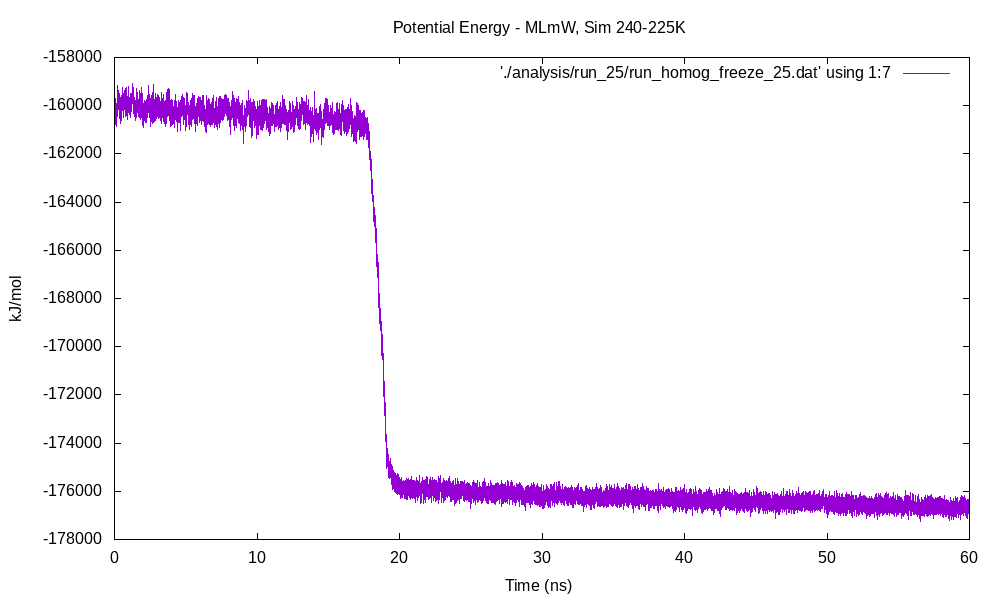 Potential Energy - MLmW, Sim 240-225K
'./analysis/run_25/run_homog_freeze_25.dat' using 1:7
-158000
-160000
-162000
-164000
-166000
-168000
-170000
-172000
-174000
-176000
-178000
kJ/mol
0 10 20 30 40 50 60
Time (ns)